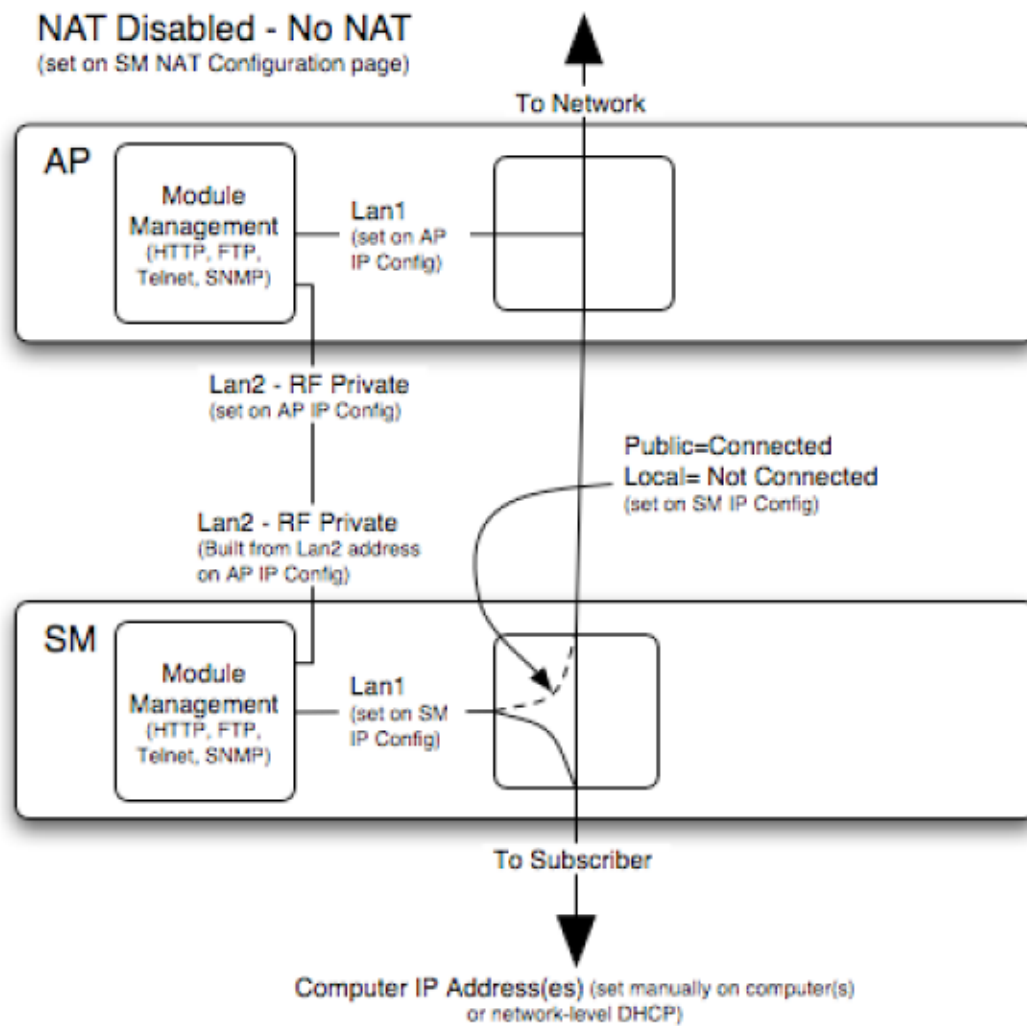 NAT Disabled - No NAT
(set on SM NAT Configuration page)
To Network
AP
Module
Management
(HTTP, FTP,
Telnet, SNMP)
Lan1
(set on AP
IP Config)
Lan2 - RF Private
(set on AP IP Config)
Public=Connected
Local= Not Connected
(set on SM IP Config)
Lan2 - RF Private
(Built from Lan2 address
on AP IP Config)
SM
Module
Management
(HTTP, FTP,
Telnet, SNMP)
Lan1
(set on SM
IP Config)
To Subscriber
Computer IP Address(es) (set manually on computer(s)
or network-level DHCP)